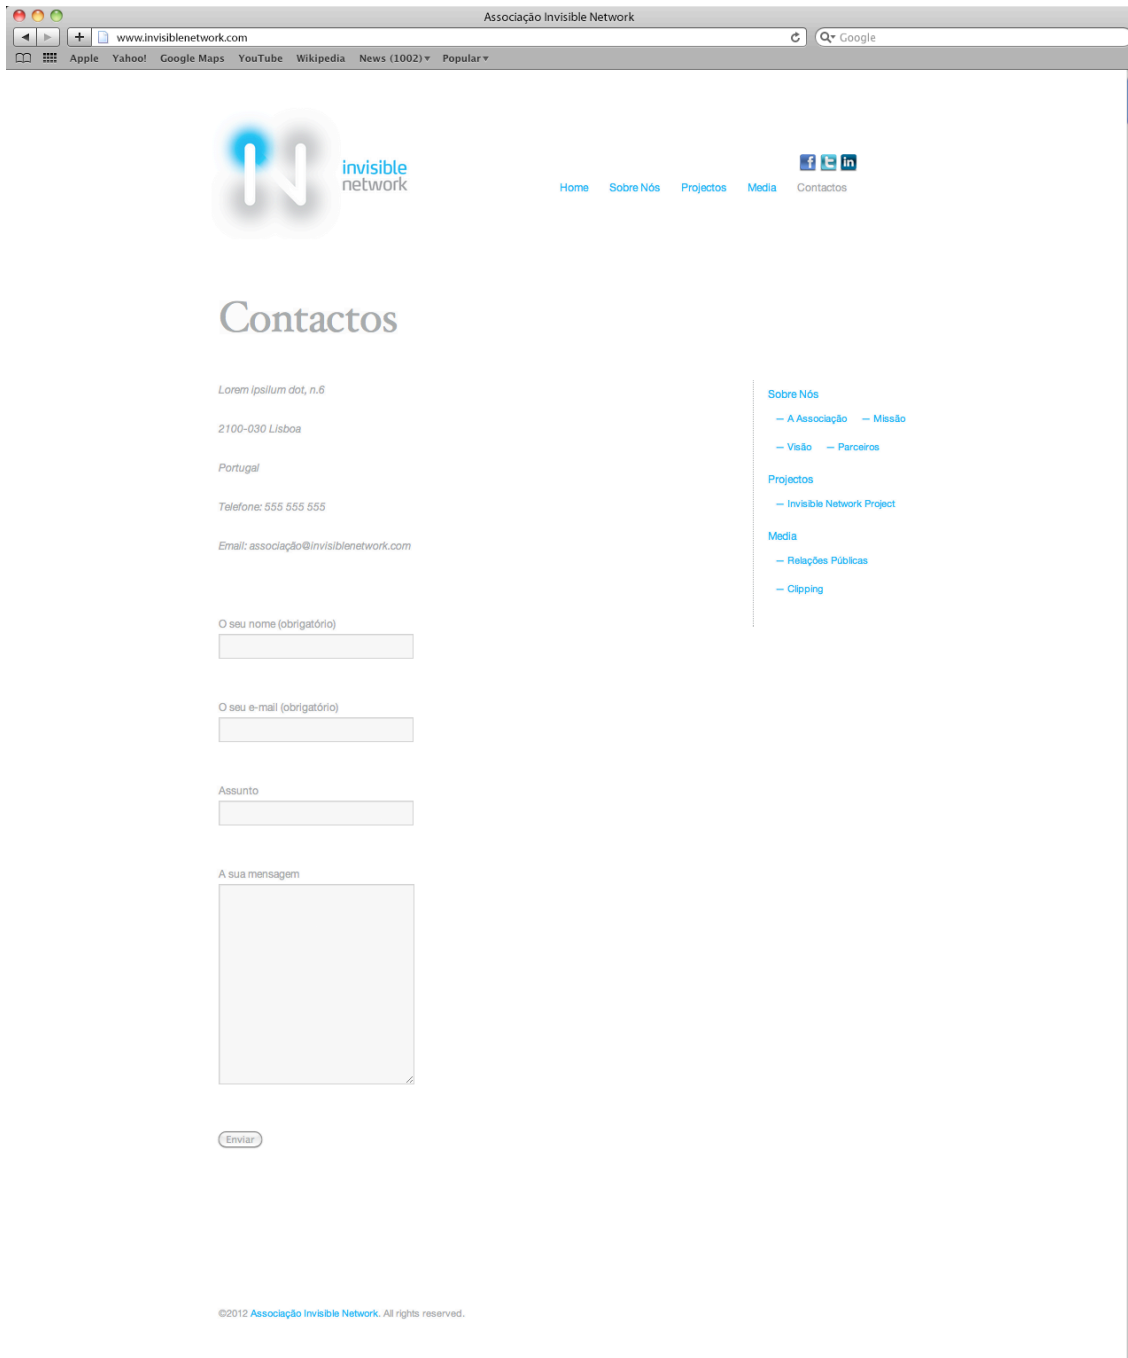 Associação Invisible Network
www.invisiblenetwork.com
Google
Apple Yahoo! Google Maps YouTube Wikipedia News (1002) Popular
invisible
network
Home Sobre Nós Projectos Media Contactos
Contactos
Lorem ipsilum dot, n.6
2100-030 Lisboa
Portugal
Telefone: 555 555 555
Email: associação@invisiblenetwork.com
O seu nome (obrigatório)
O seu e-mail (obrigatório)
Assunto
A sua mensagem
Enviar
Sobre Nós
— A Associação — Missão
— Visão — Parceiros
Projectos
— Invisible Network Project
Media
— Relações Públicas
— Clipping
©2012 Associação Invisible Network. All rights reserved.